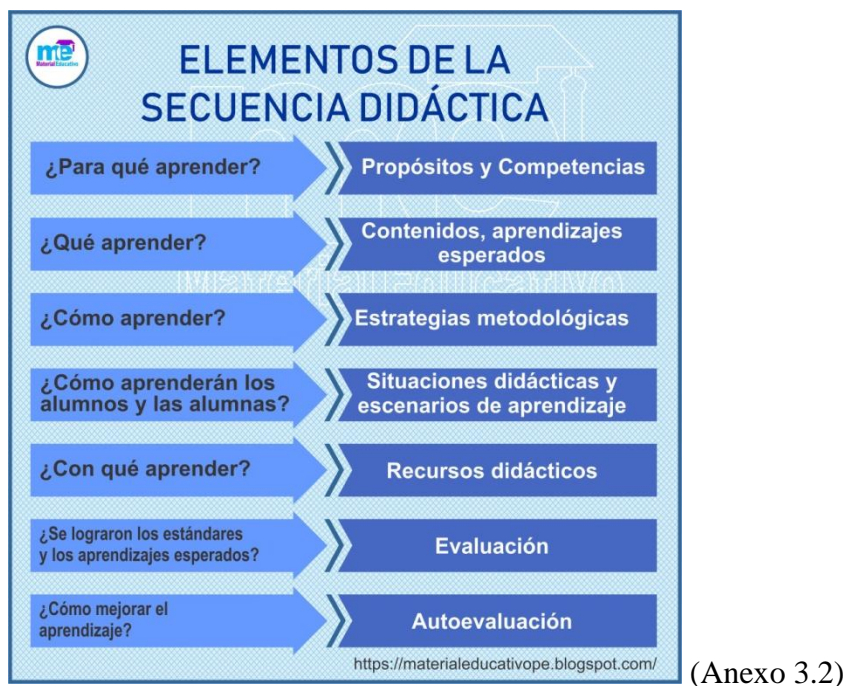 me
Material Educativo
ELEMENTOS DE LA
SECUENCIA DIDÁCTICA
¿Para qué aprender?
Propósitos y Competencias
¿Qué aprender?
Contenidos, aprendizajes
esperados
Material Educativo
¿Cómo aprender?
Estrategias metodológicas
¿Cómo aprenderán los
alumnos y las alumnas?
Situaciones didácticas y
escenarios de aprendizaje
¿Con qué aprender?
Recursos didácticos
¿Se lograron los estándares
y los aprendizajes esperados?
Evaluación
¿Cómo mejorar el
aprendizaje?
Autoevaluación
https://materialeducativope.blogspot.com/
(Anexo 3.2)